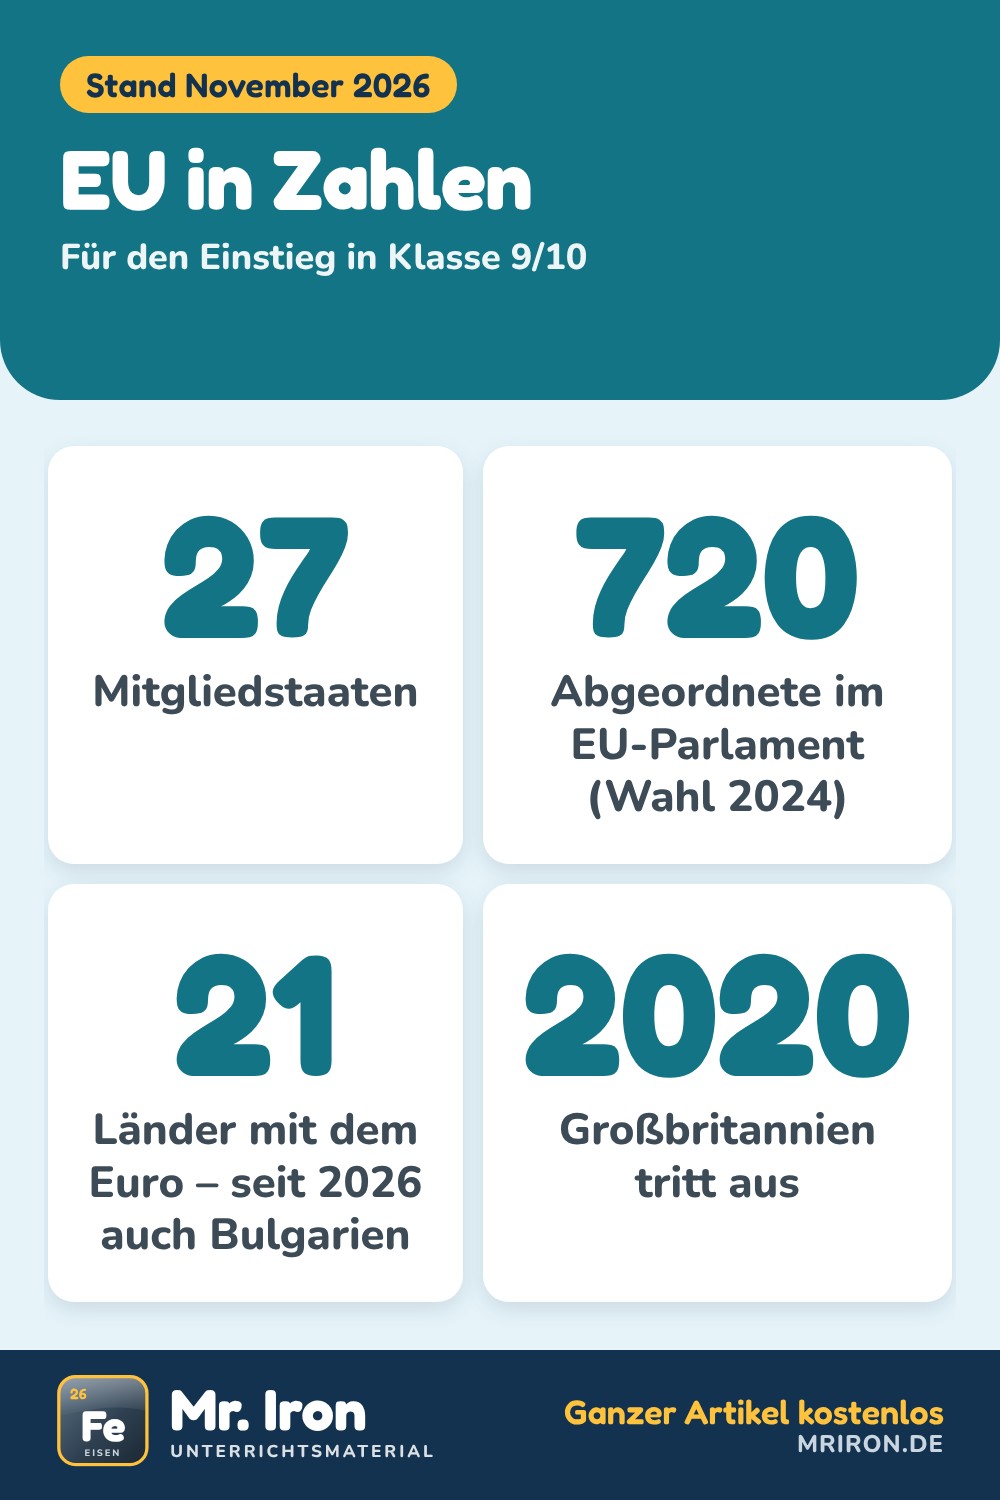 Stand November 2026
EU in Zahlen
Für den Einstieg in Klasse 9/10
27
Mitgliedstaaten
720
Abgeordnete im
EU-Parlament
(Wahl 2024)
21
Länder mit dem
Euro – seit 2026
auch Bulgarien
2020
Großbritannien
tritt aus
26
Fe
EISEN
Mr. Iron
UNTERRICHTSMATERIAL
Ganzer Artikel kostenlos
MRIRON.DE